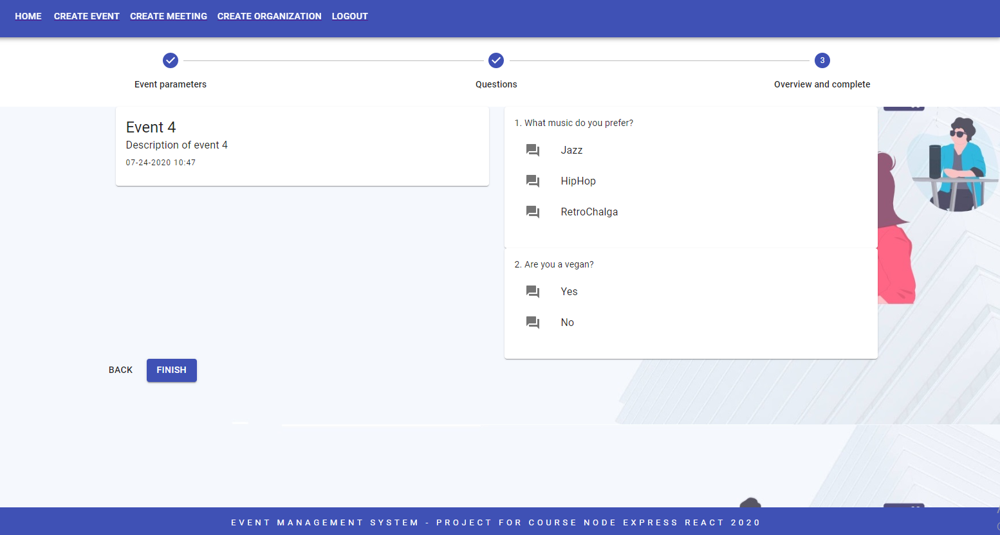 HOME CREATE EVENT CREATE MEETING CREATE ORGANIZATION LOGOUT
3
Event parameters Questions Overview and complete
Event 4
Description of event 4
07-24-2020 10:47
1. What music do you prefer?
Jazz
HipHop
RetroChalga
2. Are you a vegan?
Yes
No
BACK FINISH
EVENT MANAGEMENT SYSTEM - PROJECT FOR COURSE NODE EXPRESS REACT 2020